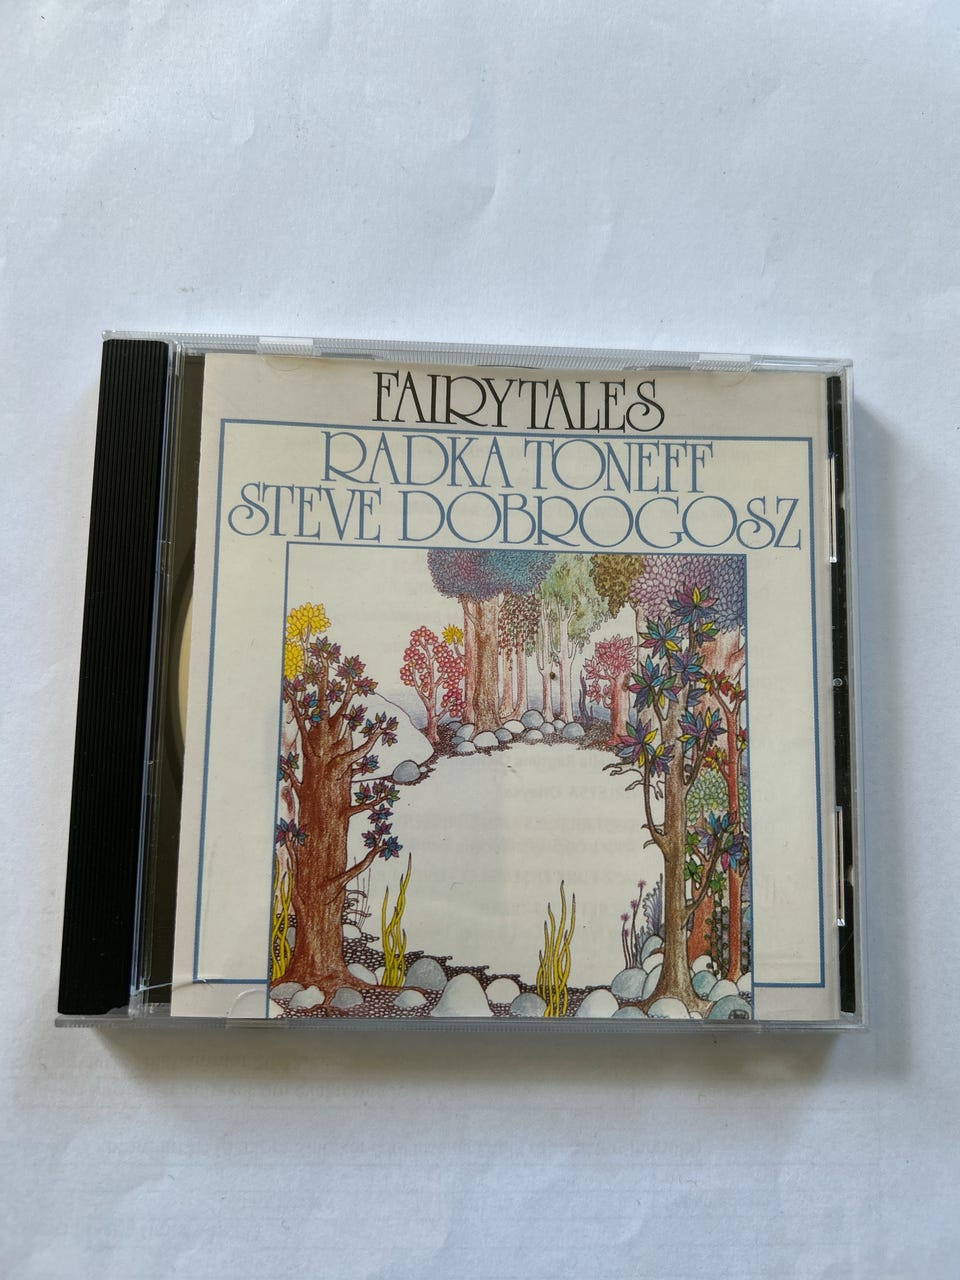 FAIRYTALES
RADKA TONEFF
STEVE DOBROGOSZ